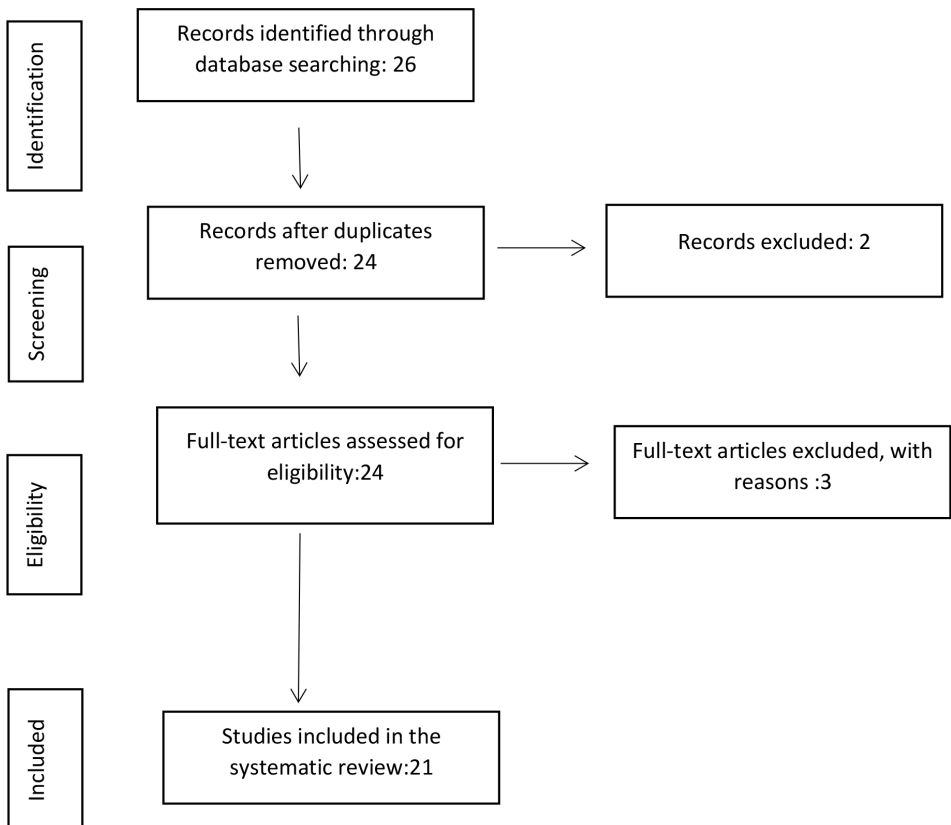 Identification
Records identified through
database searching: 26
Screening
Records after duplicates
removed: 24
Records excluded: 2
Eligibility
Full-text articles assessed for
eligibility:24
Full-text articles excluded, with
reasons :3
Included
Studies included in the
systematic review:21